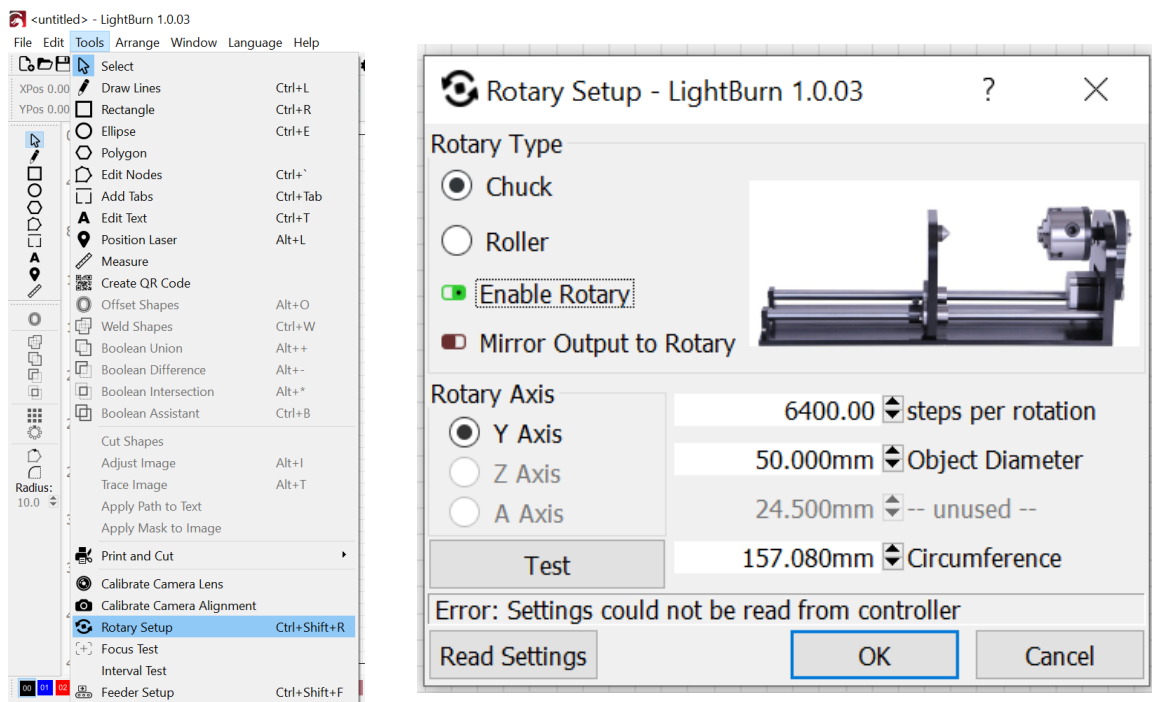 <untitled> - LightBurn 1.0.03
File Edit Tools Arrange Window Language Help
XPos 0.00
YPos 0.00
Select
Draw Lines Ctrl+L
Rectangle Ctrl+R
Ellipse Ctrl+E
Polygon
Edit Nodes Ctrl+`
Add Tabs Ctrl+Tab
A Edit Text Ctrl+T
Position Laser Alt+L
Measure
Create QR Code
Offset Shapes Alt+O
Weld Shapes Ctrl+W
Boolean Union Alt++
Boolean Difference Alt+-
Boolean Intersection Alt+*
Boolean Assistant Ctrl+B
Cut Shapes
Adjust Image Alt+I
Trace Image Alt+T
Apply Path to Text
Apply Mask to Image
Print and Cut
Calibrate Camera Lens
Calibrate Camera Alignment
Rotary Setup Ctrl+Shift+R
Focus Test
Interval Test
Feeder Setup Ctrl+Shift+F
A
Radius:
10.0
00 01 02
Rotary Setup - LightBurn 1.0.03 ?
Rotary Type
Chuck
Roller
Enable Rotary
Mirror Output to Rotary
Rotary Axis
Y Axis
Z Axis
A Axis
Test
6400.00 steps per rotation
50.000mm Object Diameter
24.500mm -- unused --
157.080mm Circumference
Error: Settings could not be read from controller
Read Settings OK Cancel